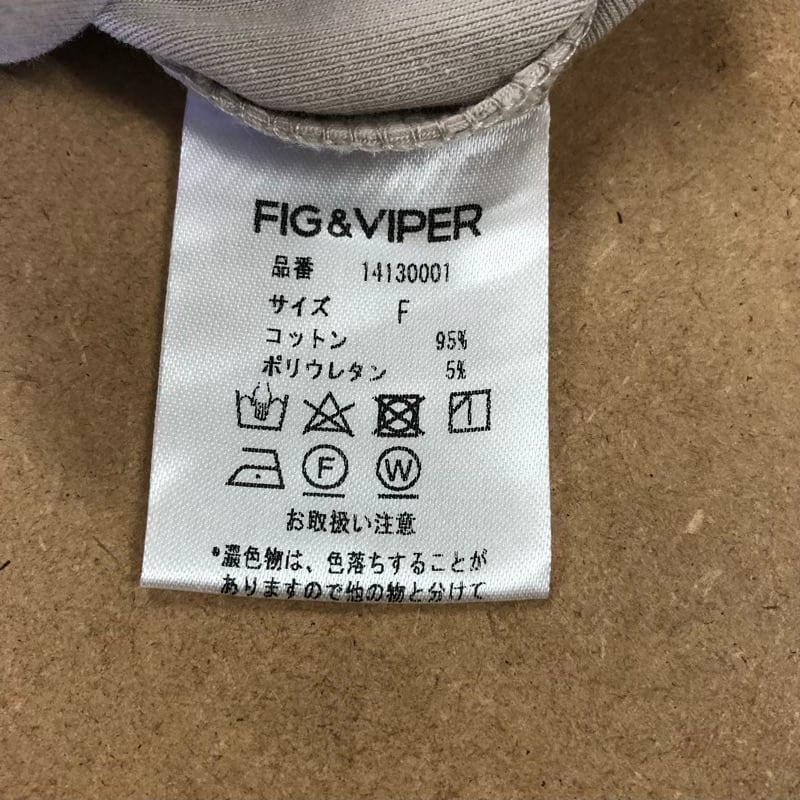 FIG&VIPER
品番 14130001
サイズ F
コットン 95%
ポリウレタン 5%
F W
お取扱い注意
*濃色物は、色落ちすることが
ありますので他の物と分けて